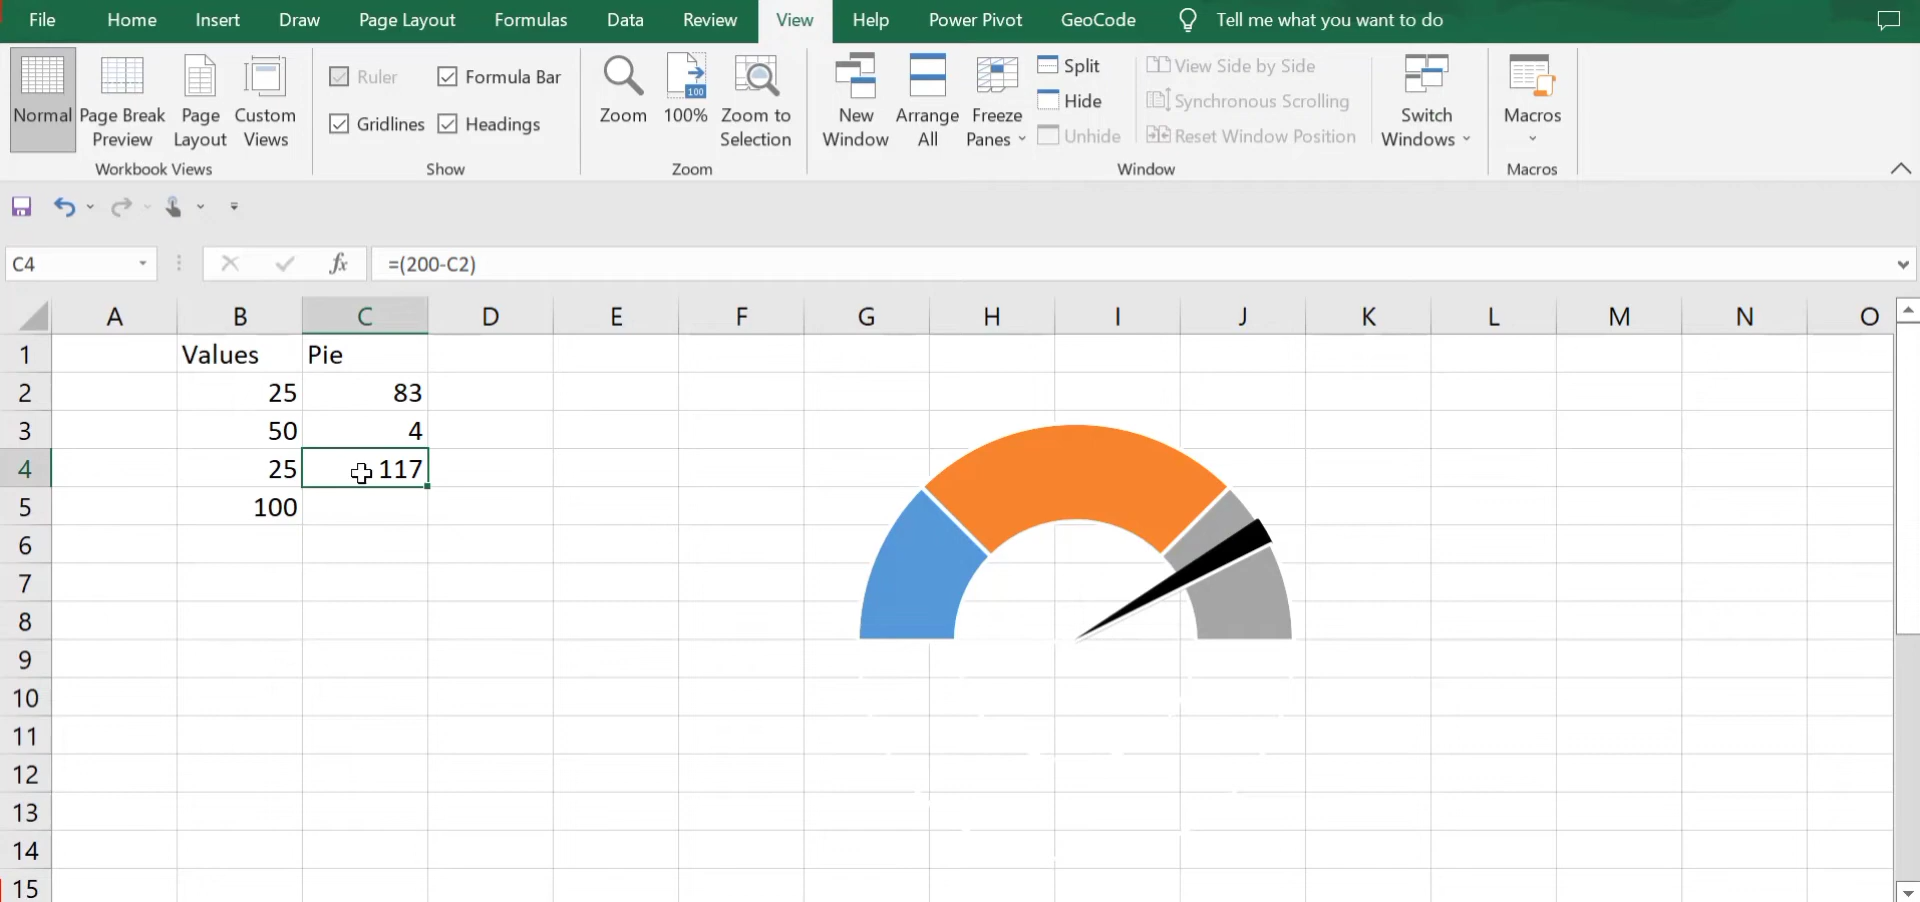 File Home Insert Draw Page Layout Formulas Data Review View Help Power Pivot GeoCode Tell me what you want to do
Normal
Page Break
Preview
Page
Layout
Custom
Views
Workbook Views
Ruler
Formula Bar
Gridlines
Headings
Show
Zoom
100
100%
Zoom to
Selection
Zoom
New
Window
Arrange
All
Freeze
Panes
Split
Hide
Unhide
View Side by Side
Synchronous Scrolling
Reset Window Position
Switch
Windows
Window
Macros
Macros
C4 fx =(200-C2)
A B C D E F G H I J K L M N O
1 Values Pie
2 25 83
3 50 4
4 25 117
5 100
6
7
8
9
10
11
12
13
14
15